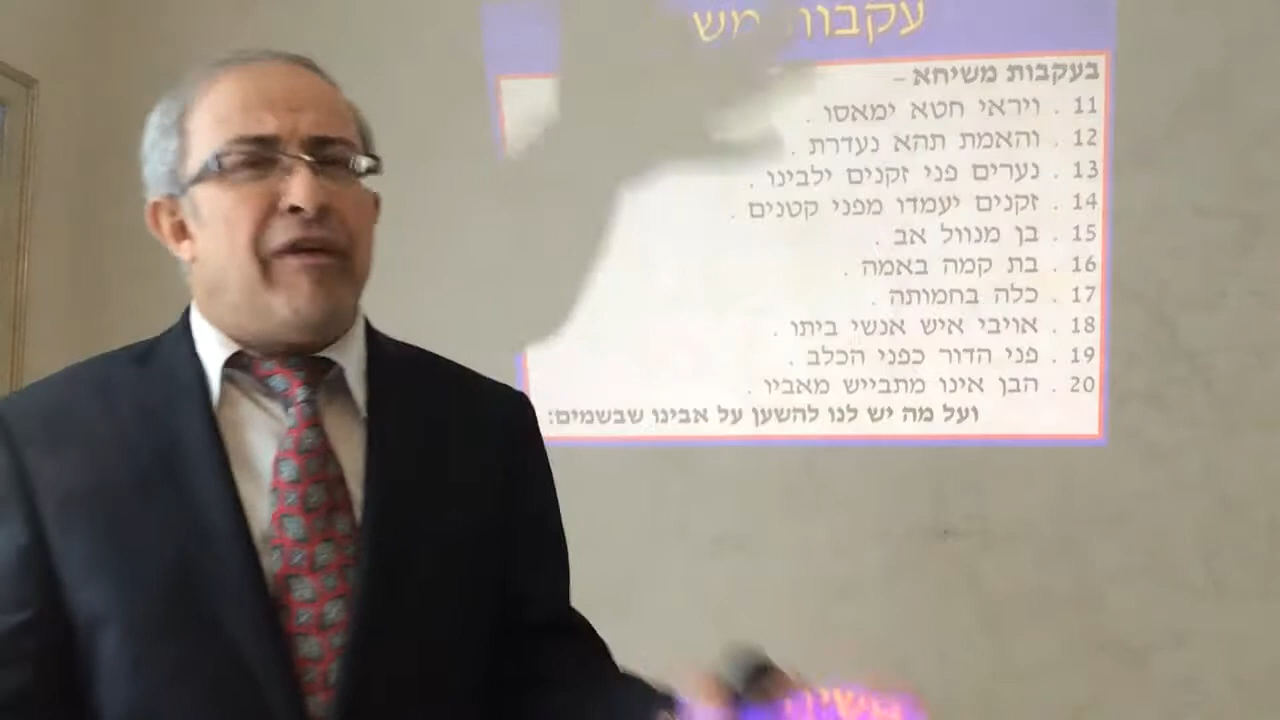 עקבות מש
בעקבות משיחא –
11 . ויראי חטא ימאסו .
12 . והאמת תהא נעדרת .
13 . נערים פני זקנים ילבינו .
14 . זקנים יעמדו מפני קטנים .
15 . בן מנוול אב .
16 . בת קמה באמה .
17 . כלה בחמותה .
18 . אויבי איש אנשי ביתו .
19 . פני הדור כפני הכלב .
20 . הבן אינו מתבייש מאביו .
ועל מה יש לנו להשען על אבינו שבשמים: